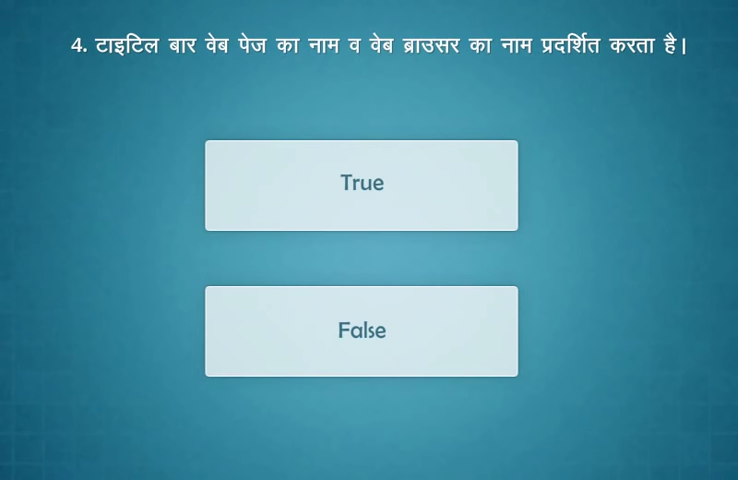 4. टाइटिल बार वेब पेज का नाम व वेब ब्राउसर का नाम प्रदर्शित करता है।
True
False